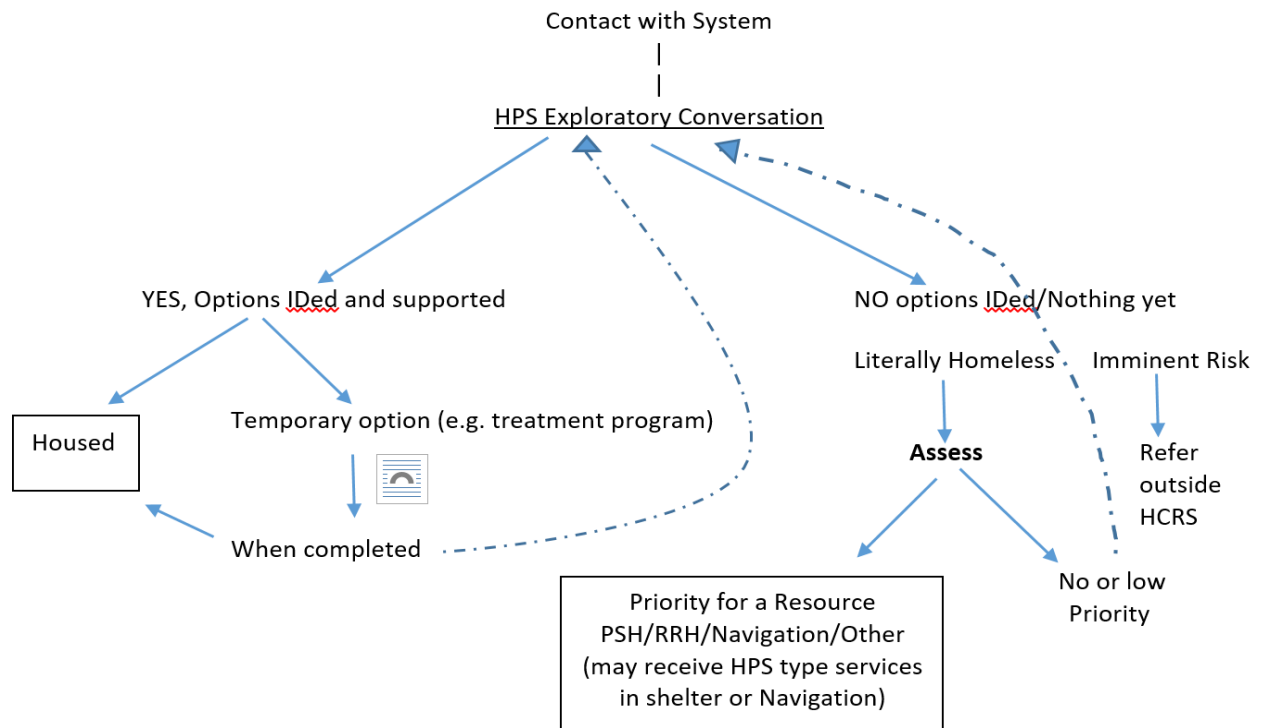 Contact with System
HPS Exploratory Conversation
YES, Options IDed and supported
NO options IDed/Nothing yet
Literally Homeless
Imminent Risk
Housed
Temporary option (e.g. treatment program)
Assess
Refer
outside
HCRS
When completed
Priority for a Resource
PSH/RRH/Navigation/Other
(may receive HPS type services
in shelter or Navigation)
No or low
Priority